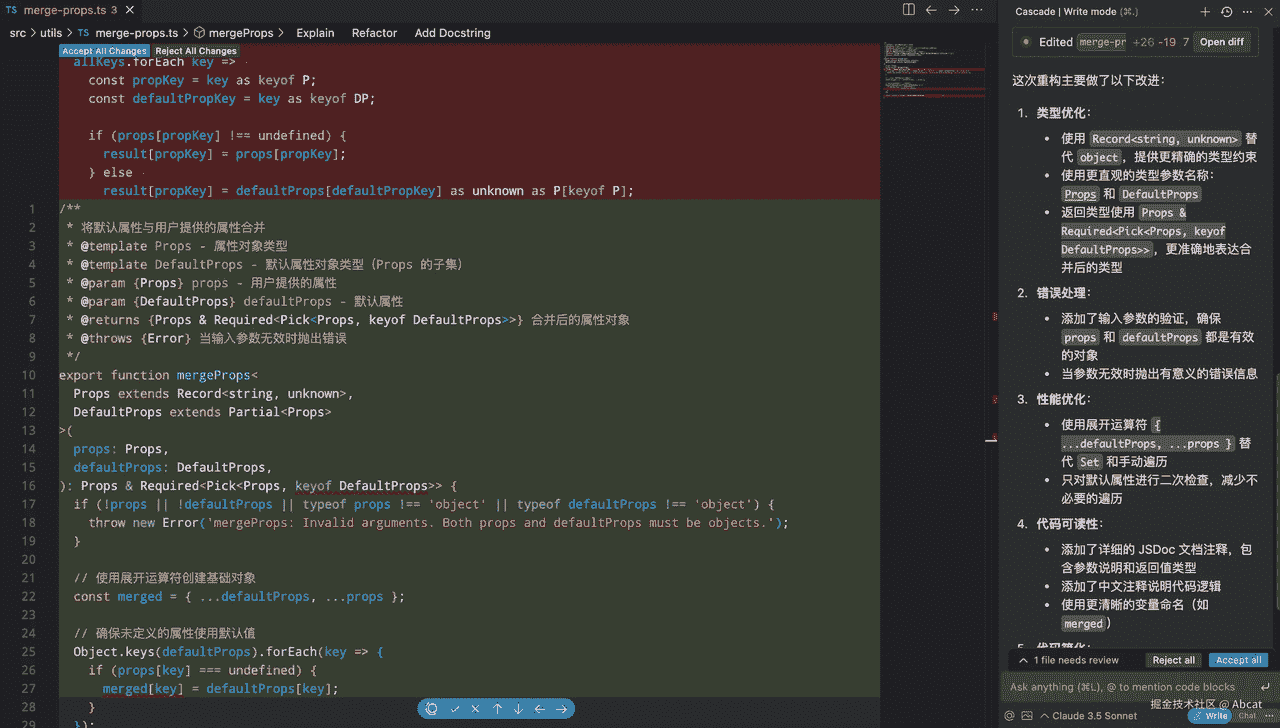 TS merge-props.ts 3 ×
src > utils > TS merge-props.ts > mergeProps > Explain Refactor Add Docstring
Accept All Changes Reject All Changes
allKeys.forEach key =>
const propKey = key as keyof P;
const defaultPropKey = key as keyof DP;
if (props[propKey] !== undefined) {
result[propKey] = props[propKey];
} else
result[propKey] = defaultProps[defaultPropKey] as unknown as P[keyof P];
1 /**
2 * 将默认属性与用户提供的属性合并
3 * @template Props - 属性对象类型
4 * @template DefaultProps - 默认属性对象类型（Props 的子集）
5 * @param {Props} props - 用户提供的属性
6 * @param {DefaultProps} defaultProps - 默认属性
7 * @returns {Props & Required<Pick<Props, keyof DefaultProps>>} 合并后的属性对象
8 * @throws {Error} 当输入参数无效时抛出错误
9 */
10 export function mergeProps<
11 Props extends Record<string, unknown>,
12 DefaultProps extends Partial<Props>
13 >(
14 props: Props,
15 defaultProps: DefaultProps,
16 ): Props & Required<Pick<Props, keyof DefaultProps>> {
17 if (!props || !defaultProps || typeof props !== 'object' || typeof defaultProps !== 'object') {
18 throw new Error('mergeProps: Invalid arguments. Both props and defaultProps must be objects.');
19 }
20
21 // 使用展开运算符创建基础对象
22 const merged = { ...defaultProps, ...props };
23
24 // 确保未定义的属性使用默认值
25 Object.keys(defaultProps).forEach(key => {
26 if (props[key] === undefined) {
27 merged[key] = defaultProps[key];
28 }
29 });
Cascade | Write mode (⌘.)
Edited merge-pr +26 -19 7 Open diff
这次重构主要做了以下改进：
1. 类型优化：
• 使用 Record<string, unknown> 替
代 object，提供更精确的类型约束
• 使用更直观的类型参数名称：
Props 和 DefaultProps
• 返回类型使用 Props &
Required<Pick<Props, keyof
DefaultProps>>，更准确地表达合
并后的类型
2. 错误处理：
• 添加了输入参数的验证，确保
props 和 defaultProps 都是有效
的对象
• 当参数无效时抛出有意义的错误信息
3. 性能优化：
• 使用展开运算符 {
...defaultProps, ...props } 替
代 Set 和手动遍历
• 只对默认属性进行二次检查，减少不
必要的遍历
4. 代码可读性：
• 添加了详细的 JSDoc 文档注释，包
含参数说明和返回值类型
• 添加了中文注释说明代码逻辑
• 使用更清晰的变量命名（如
merged）
5. 代码简化：
1 file needs review Reject all Accept all
Ask anything (⌘L), @ to mention code blocks
掘金技术社区 @ Abcat
@ Claude 3.5 Sonnet Write Chat